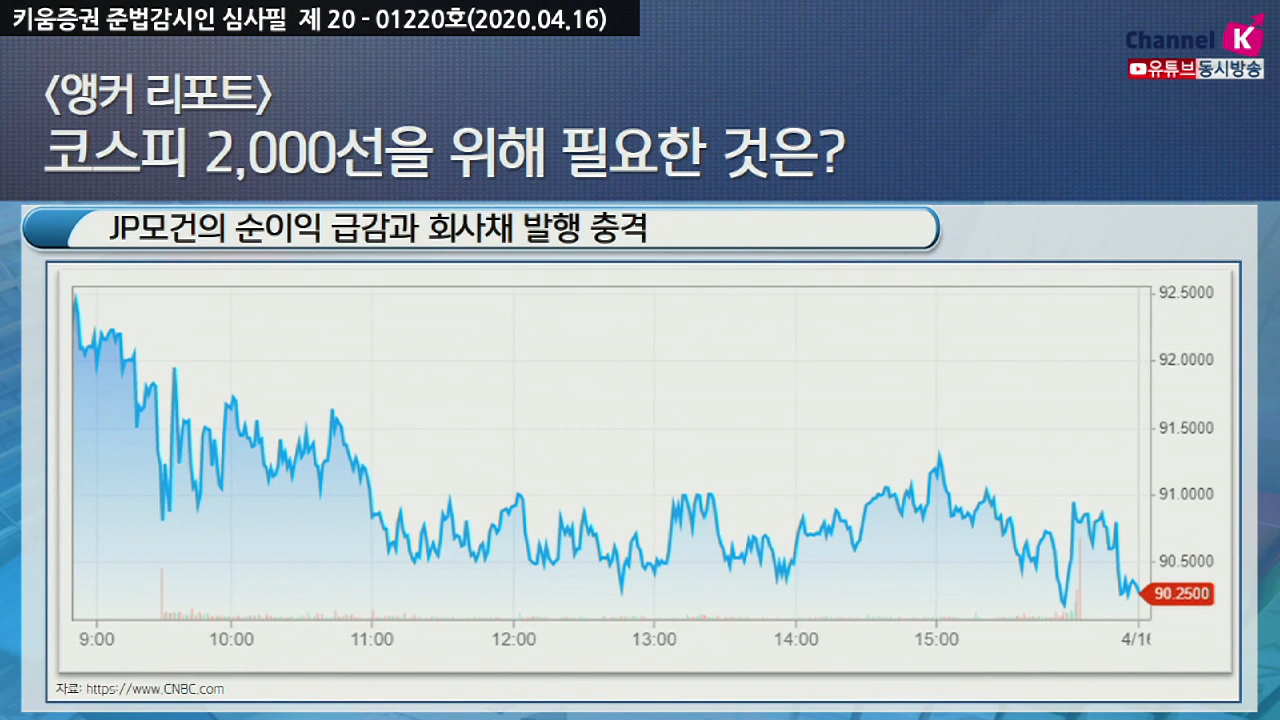 키움증권 준법감시인 심사필 제 20 - 01220호(2020.04.16)
Channel K
유튜브동시방송
<앵커 리포트>
코스피 2,000선을 위해 필요한 것은?
JP모건의 순이익 급감과 회사채 발행 충격
92.5000
92.0000
91.5000
91.0000
90.5000
90.2500
9:00 10:00 11:00 12:00 13:00 14:00 15:00 4/16
자료: https://www.CNBC.com